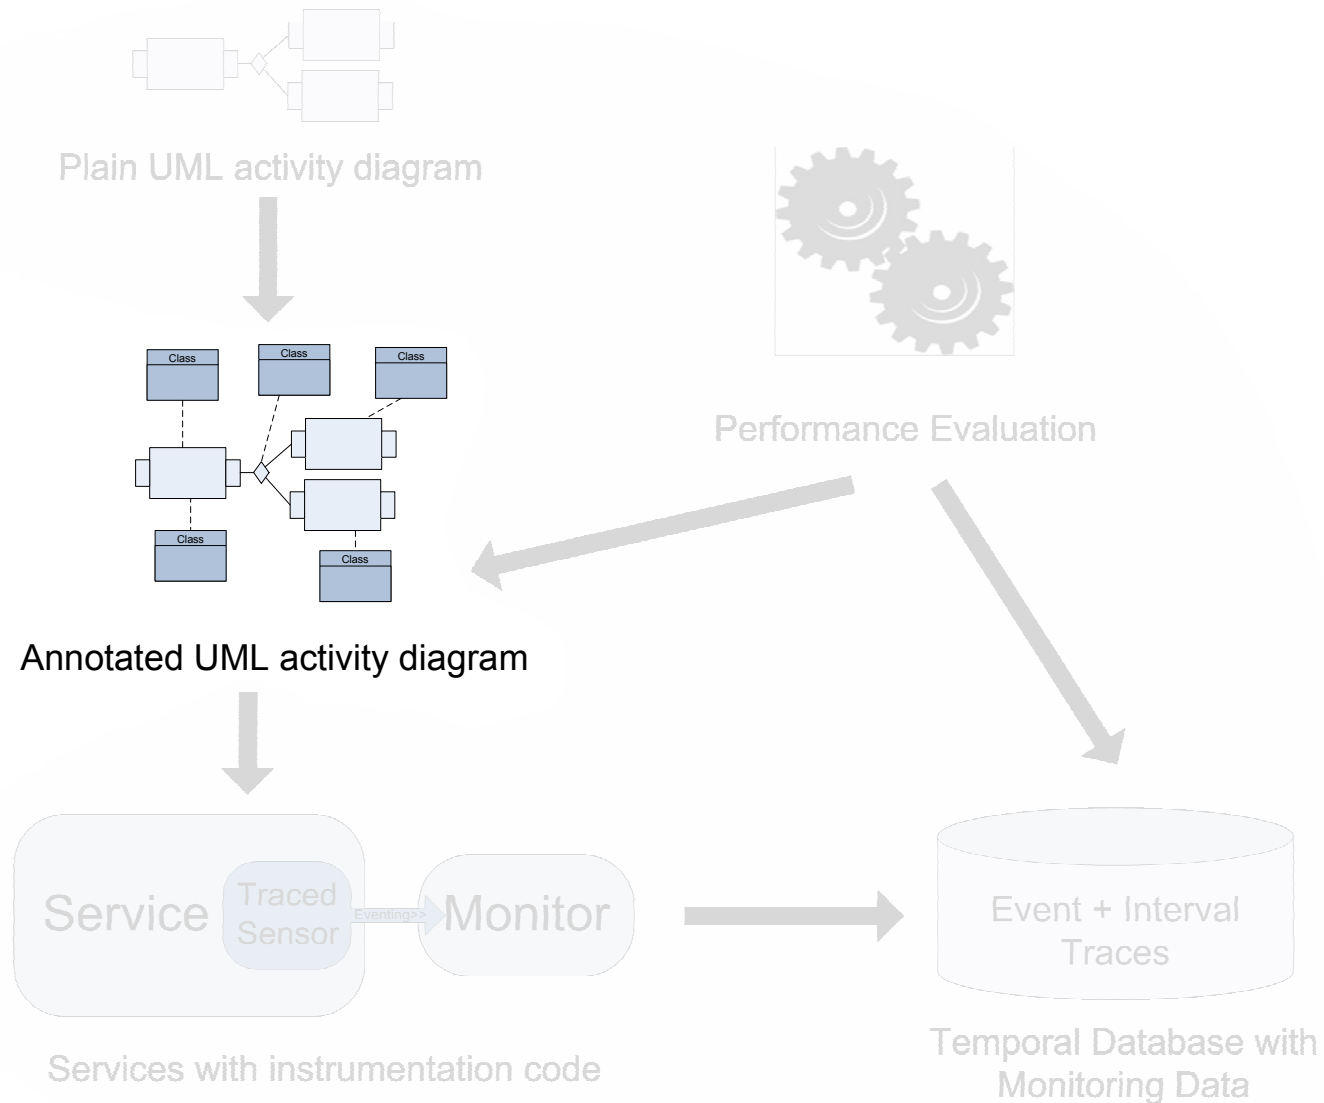 Plain UML activity diagram
Class
Class
Class
Performance Evaluation
Class
Class
Annotated UML activity diagram
Service
Traced
Sensor
Eventing>>
Monitor
Event + Interval
Traces
Services with instrumentation code
Temporal Database with
Monitoring Data